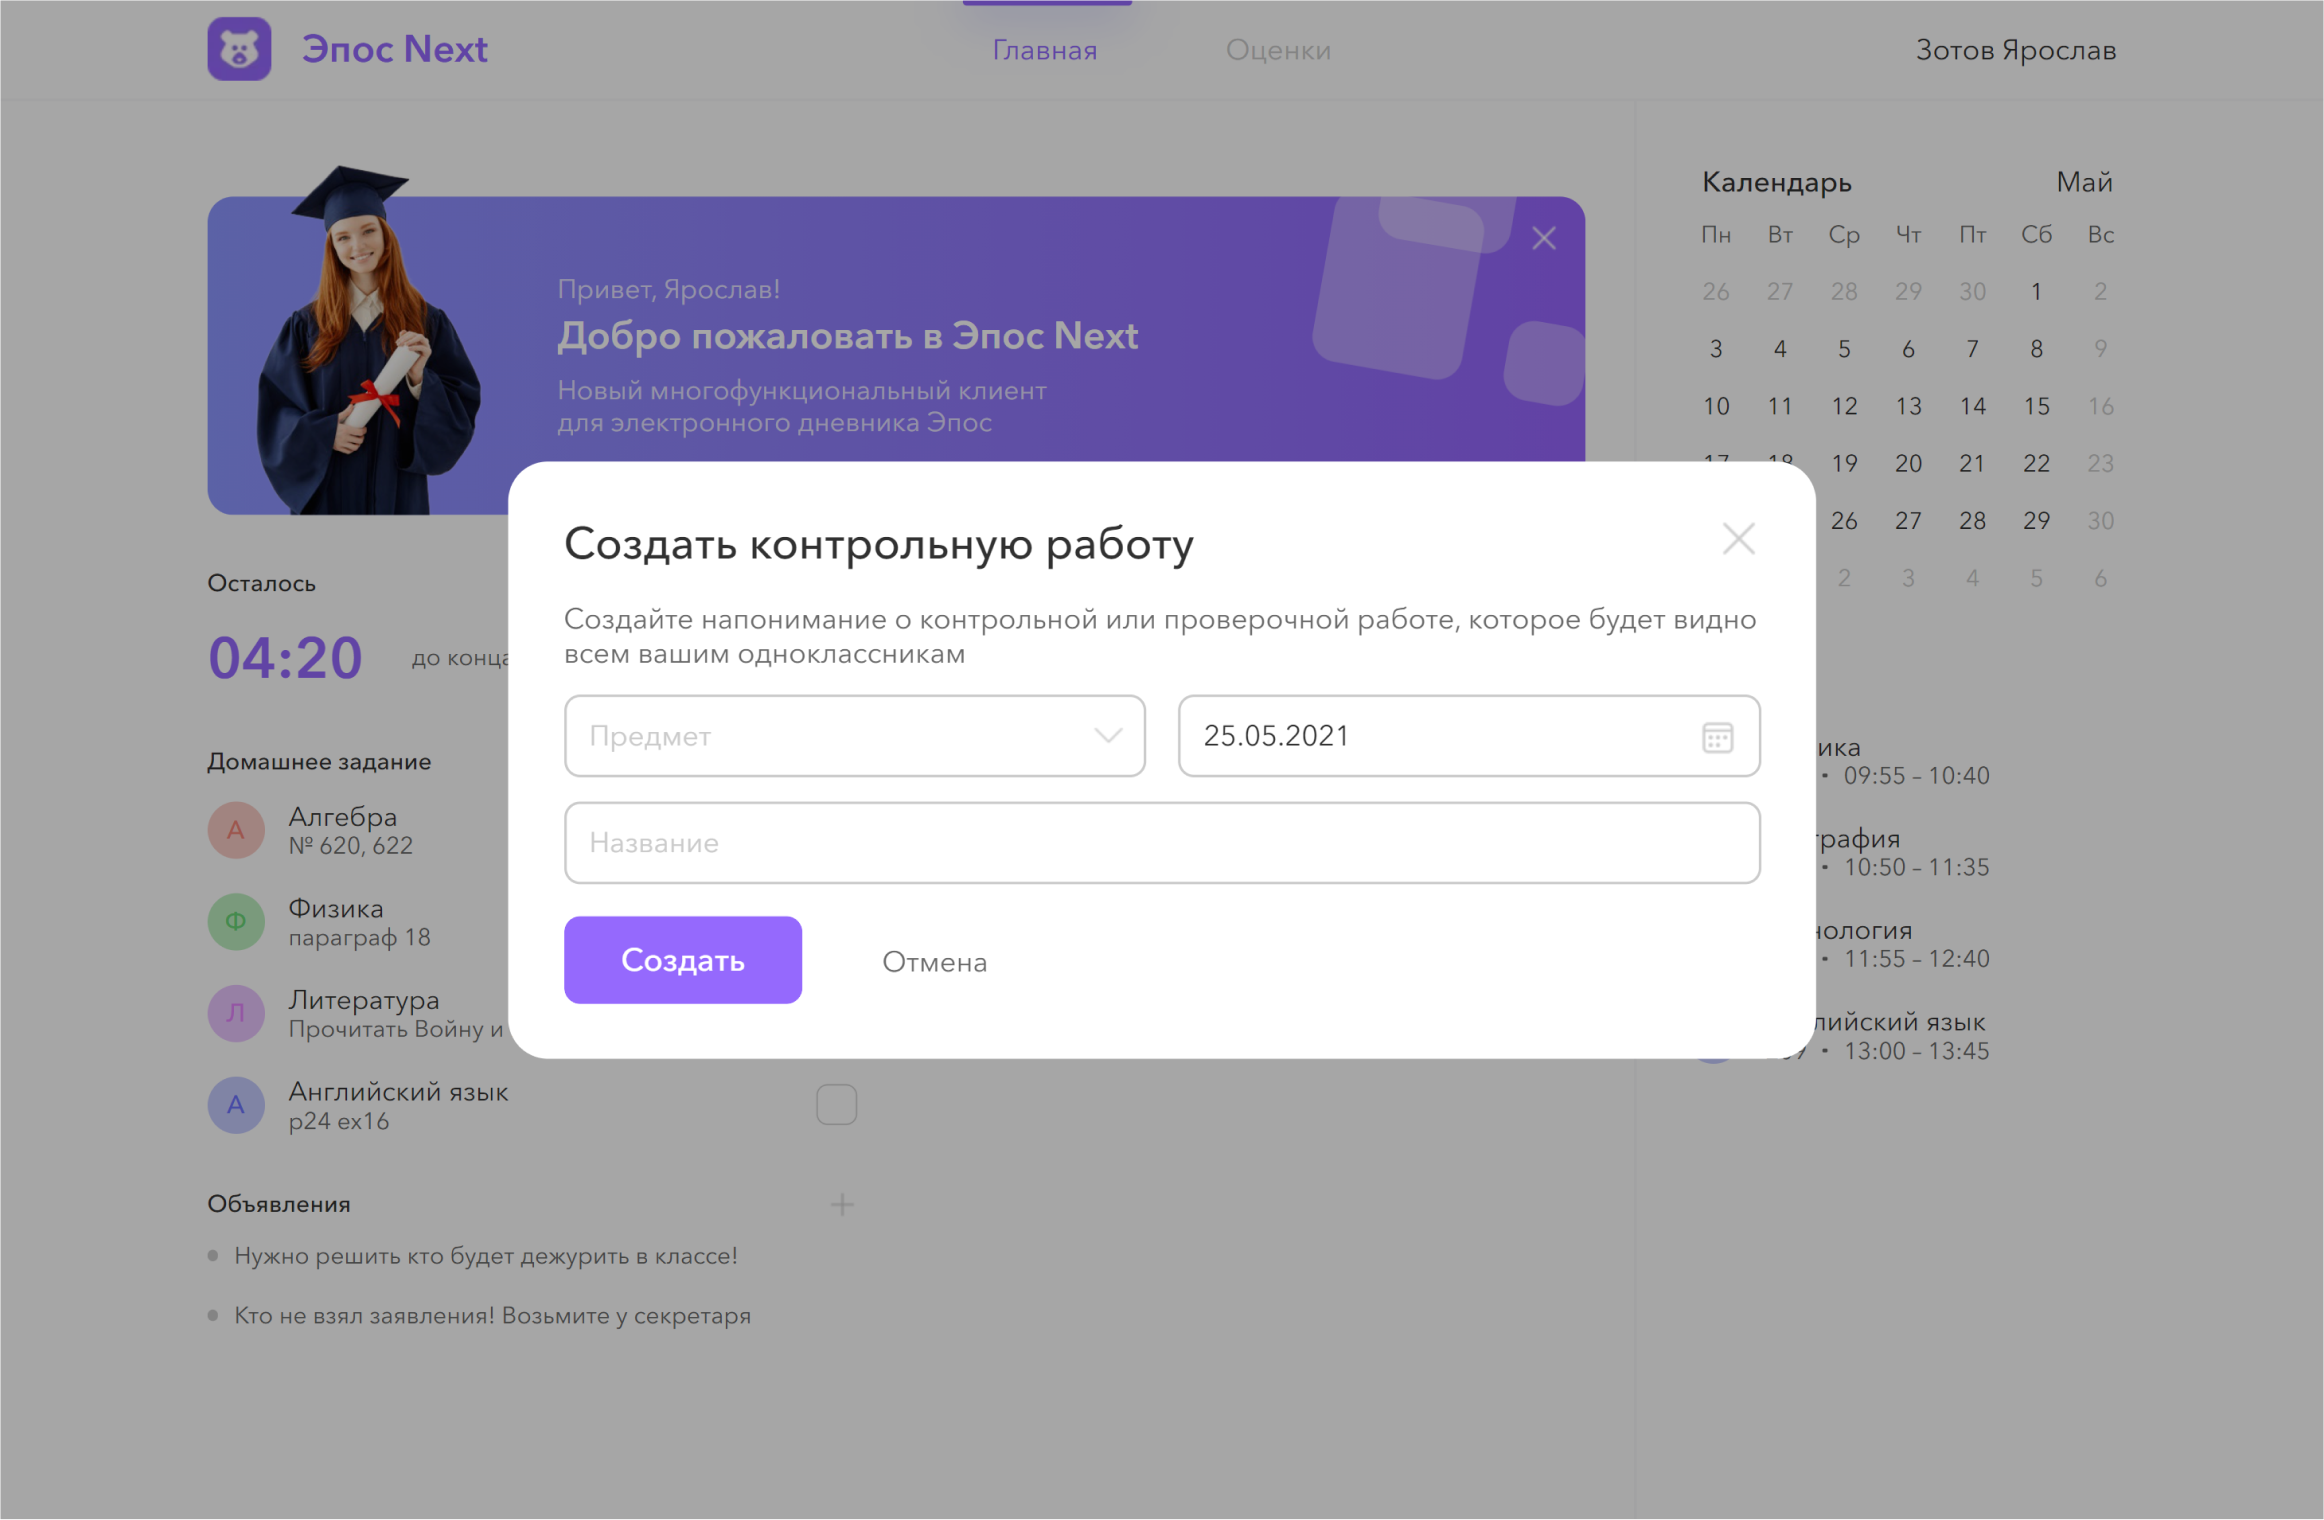 Эпос Next
Главная
Оценки
Зотов Ярослав
Привет, Ярослав!
Добро пожаловать в Эпос Next
Новый многофункциональный клиент
для электронного дневника Эпос
Календарь Май
Пн Вт Ср Чт Пт Сб Вс
26 27 28 29 30 1 2
3 4 5 6 7 8 9
10 11 12 13 14 15 16
17 18 19 20 21 22 23
26 27 28 29 30
2 3 4 5 6
Создать контрольную работу
Создайте напонимание о контрольной или проверочной работе, которое будет видно
всем вашим одноклассникам
Предмет
25.05.2021
Название
Создать
Отмена
Осталось
04:20 до конца
Домашнее задание
А
Алгебра
№ 620, 622
Ф
Физика
параграф 18
Л
Литература
Прочитать Войну и
А
Английский язык
p24 ex16
Объявления
Нужно решить кто будет дежурить в классе!
Кто не взял заявления! Возьмите у секретаря
ика
• 09:55 – 10:40
графия
• 10:50 – 11:35
нология
• 11:55 – 12:40
лийский язык
• 13:00 – 13:45